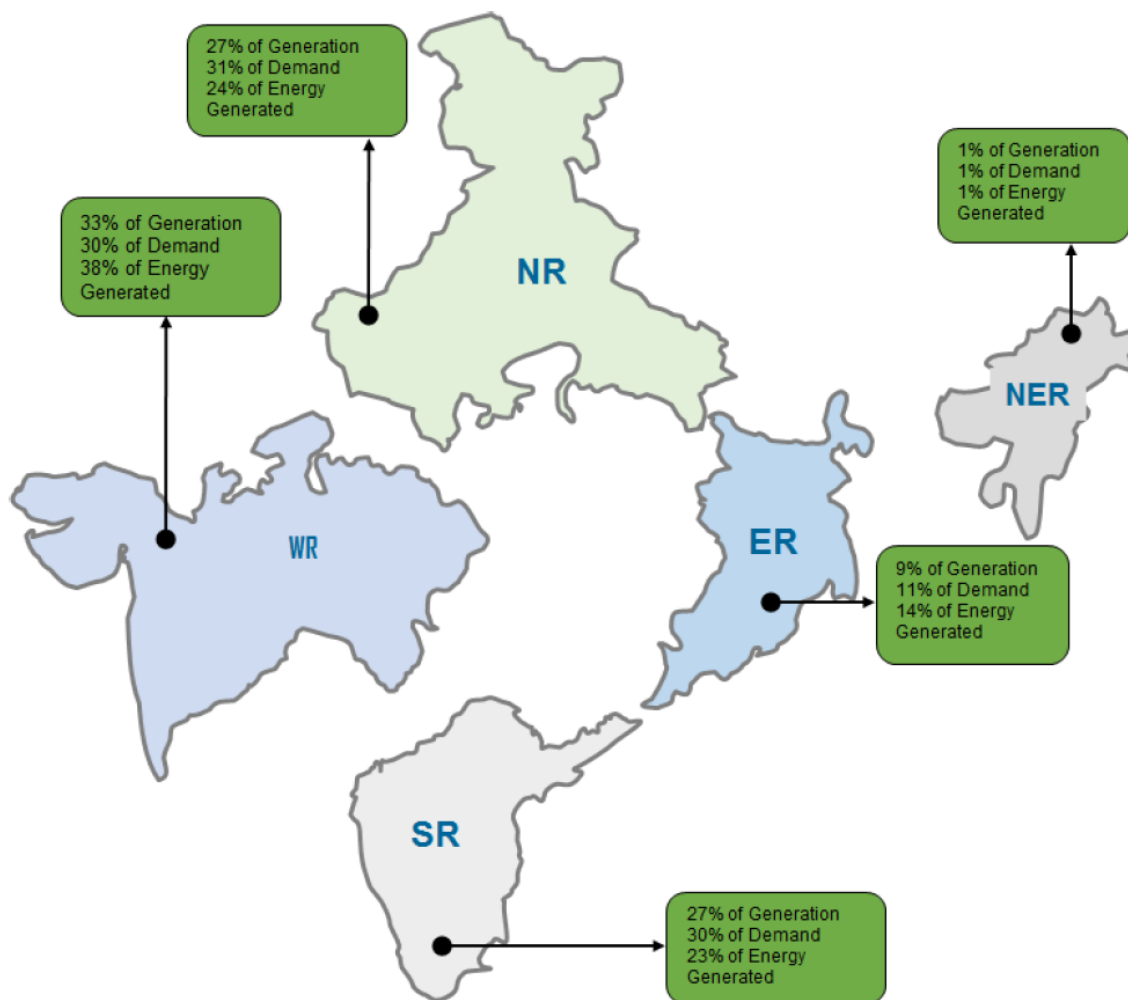 27% of Generation
31% of Demand
24% of Energy
Generated
1% of Generation
1% of Demand
1% of Energy
Generated
33% of Generation
30% of Demand
38% of Energy
Generated
NR
NER
WR
ER
9% of Generation
11% of Demand
14% of Energy
Generated
SR
27% of Generation
30% of Demand
23% of Energy
Generated